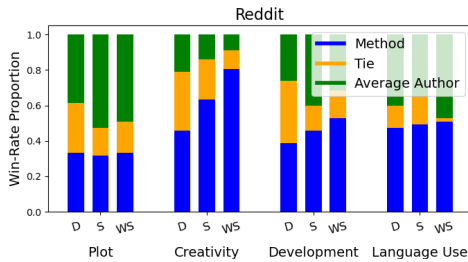 Reddit
Win-Rate Proportion
1.0
0.8
0.6
0.4
0.2
0.0
Method
Tie
Average Author
D S WS D S WS D S WS D S WS
Plot Creativity Development Language Use